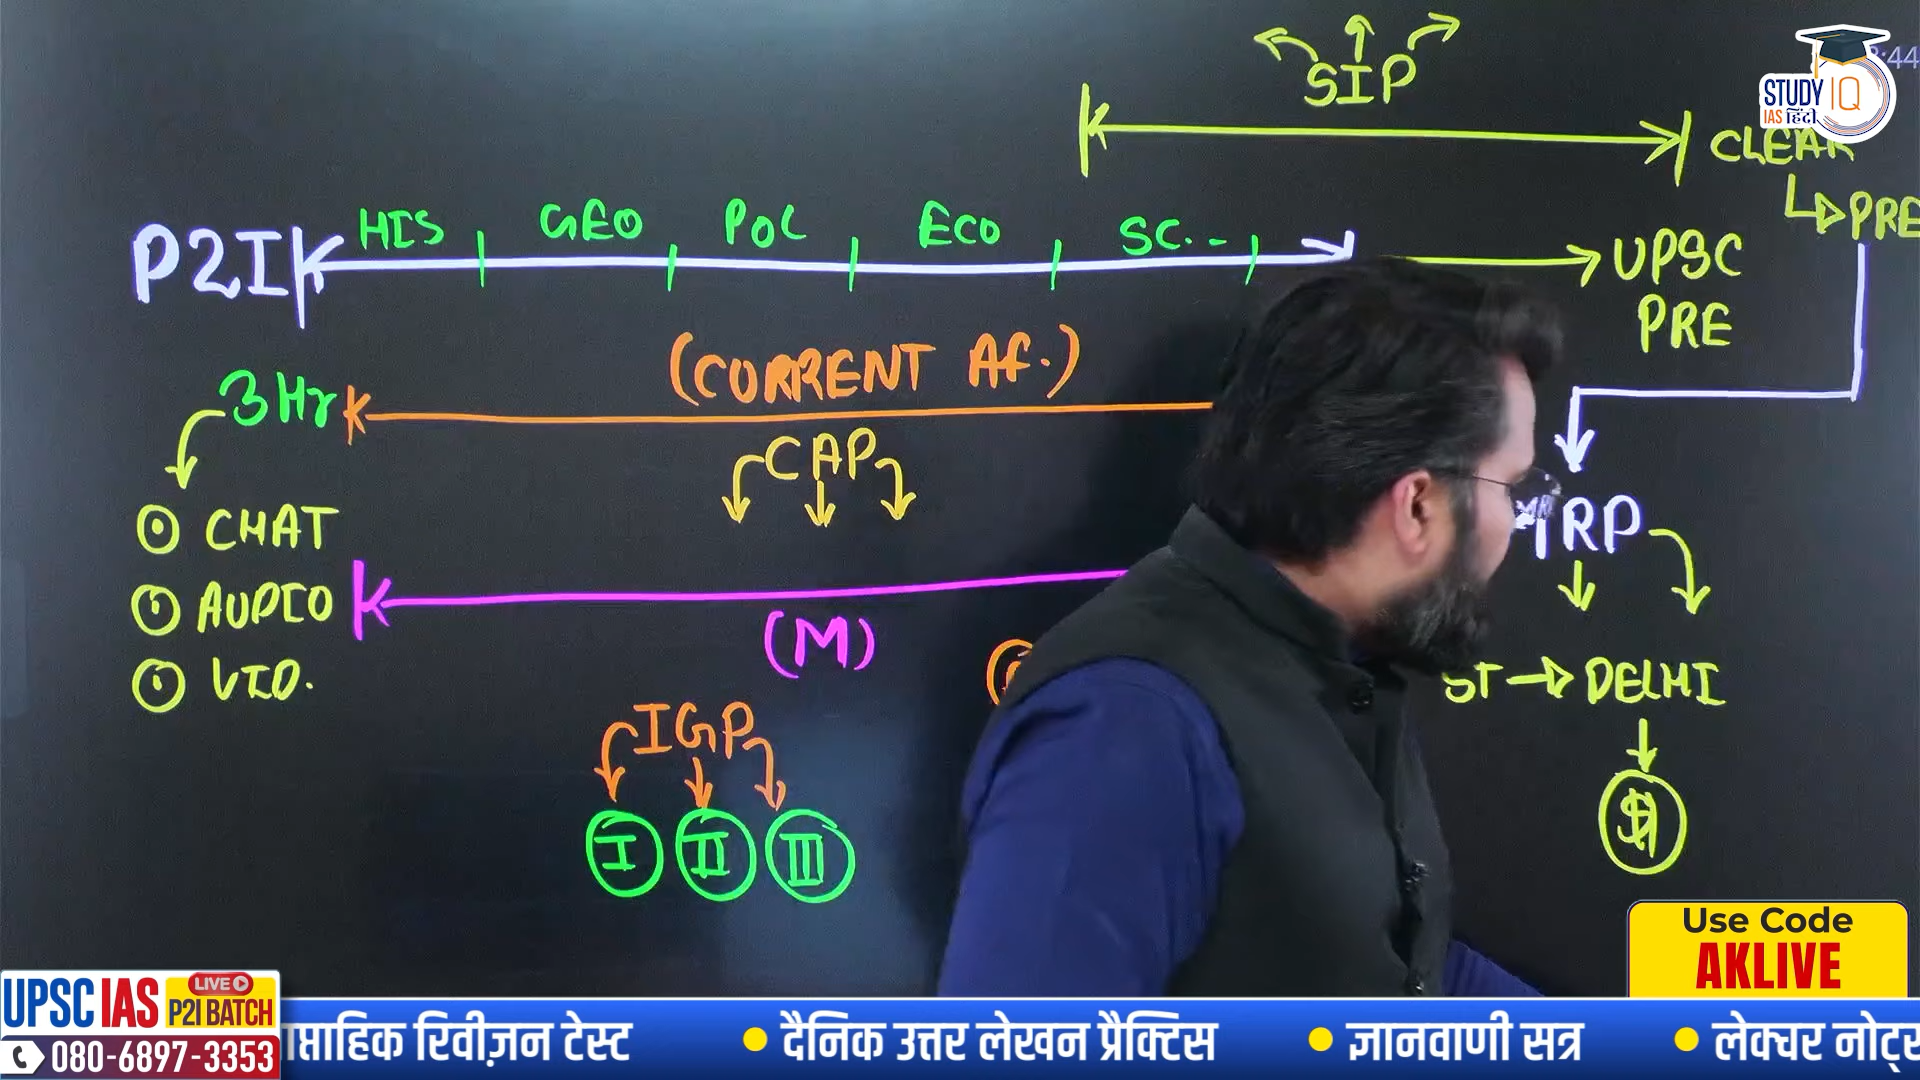 SIP
STUDY IQ
IAS हिंदी
:44
CLEAR
PRE
P2I
HIS GEO POL ECO SC.-
UPSC
PRE
(CURRENT Af.)
3Hr
CAP
CHAT
RP
AUDIO
(M)
VID.
ST → DELHI
IGP
I II III
Use Code
AKLIVE
UPSC IAS
LIVE
P2I BATCH
080-6897-3353
प्ताहिक रिवीज़न टेस्ट • दैनिक उत्तर लेखन प्रैक्टिस • ज्ञानवाणी सत्र • लेक्चर नोट्स